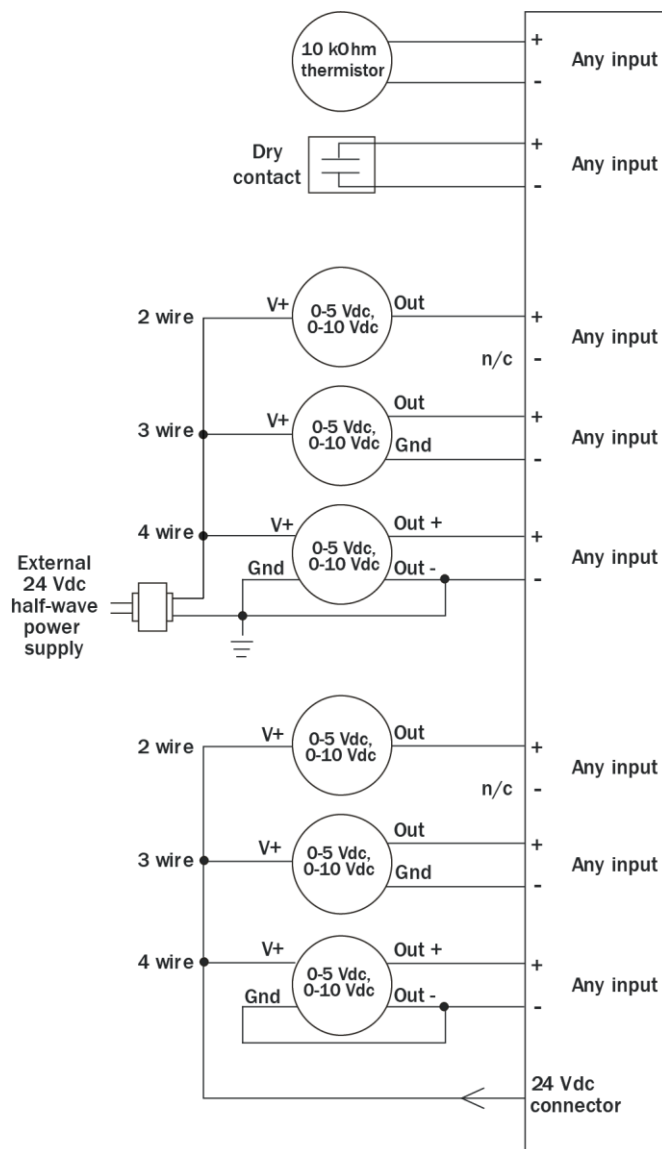 10 kOhm
thermistor
+
-
Any input
Dry
contact
+
-
Any input
2 wire
V+
0-5 Vdc,
0-10 Vdc
Out
+
n/c
-
Any input
3 wire
V+
0-5 Vdc,
0-10 Vdc
Out
Gnd
+
-
Any input
4 wire
V+
Gnd
0-5 Vdc,
0-10 Vdc
Out +
Out -
+
-
Any input
External
24 Vdc
half-wave
power
supply
2 wire
V+
0-5 Vdc,
0-10 Vdc
Out
+
n/c
-
Any input
3 wire
V+
0-5 Vdc,
0-10 Vdc
Out
Gnd
+
-
Any input
4 wire
V+
Gnd
0-5 Vdc,
0-10 Vdc
Out +
Out -
+
-
Any input
24 Vdc
connector